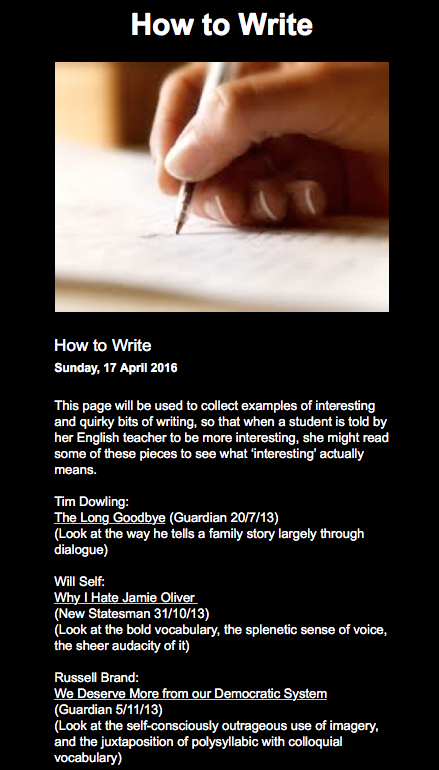 How to Write
How to Write
Sunday, 17 April 2016
This page will be used to collect examples of interesting
and quirky bits of writing, so that when a student is told by
her English teacher to be more interesting, she might read
some of these pieces to see what ‘interesting’ actually
means.
Tim Dowling:
The Long Goodbye (Guardian 20/7/13)
(Look at the way he tells a family story largely through
dialogue)
Will Self:
Why I Hate Jamie Oliver
(New Statesman 31/10/13)
(Look at the bold vocabulary, the splenetic sense of voice,
the sheer audacity of it)
Russell Brand:
We Deserve More from our Democratic System
(Guardian 5/11/13)
(Look at the self-consciously outrageous use of imagery,
and the juxtaposition of polysyllabic with colloquial
vocabulary)